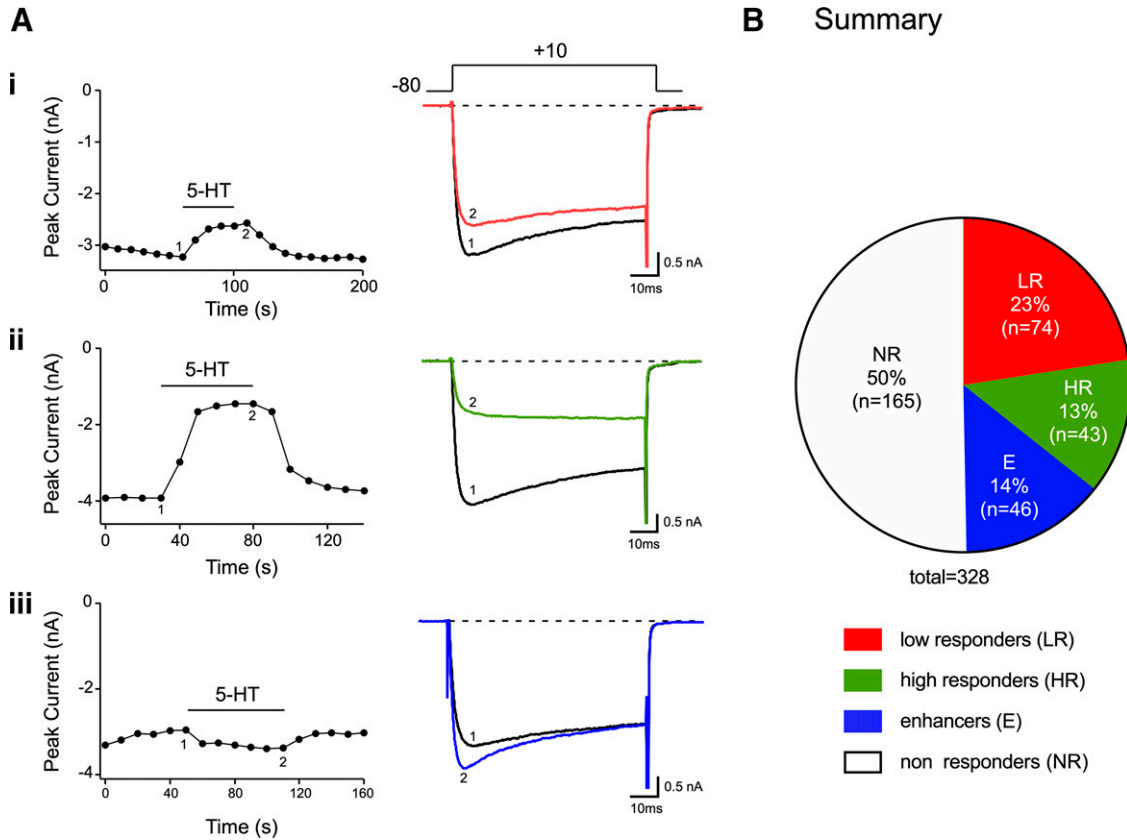 A
i
Peak Current (nA)
0
-1
-2
-3
5-HT
1
2
0
100
200
Time (s)
+10
-80
2
1
0.5 nA
10ms
ii
Peak Current (nA)
0
-2
-4
5-HT
1
2
0
40
80
120
Time (s)
2
1
0.5 nA
10ms
iii
Peak Current (nA)
0
-2
-4
5-HT
1
2
0
40
80
120
160
Time (s)
1
2
0.5 nA
10ms
B Summary
LR
23%
(n=74)
HR
13%
(n=43)
E
14%
(n=46)
NR
50%
(n=165)
total=328
low responders (LR)
high responders (HR)
enhancers (E)
non responders (NR)